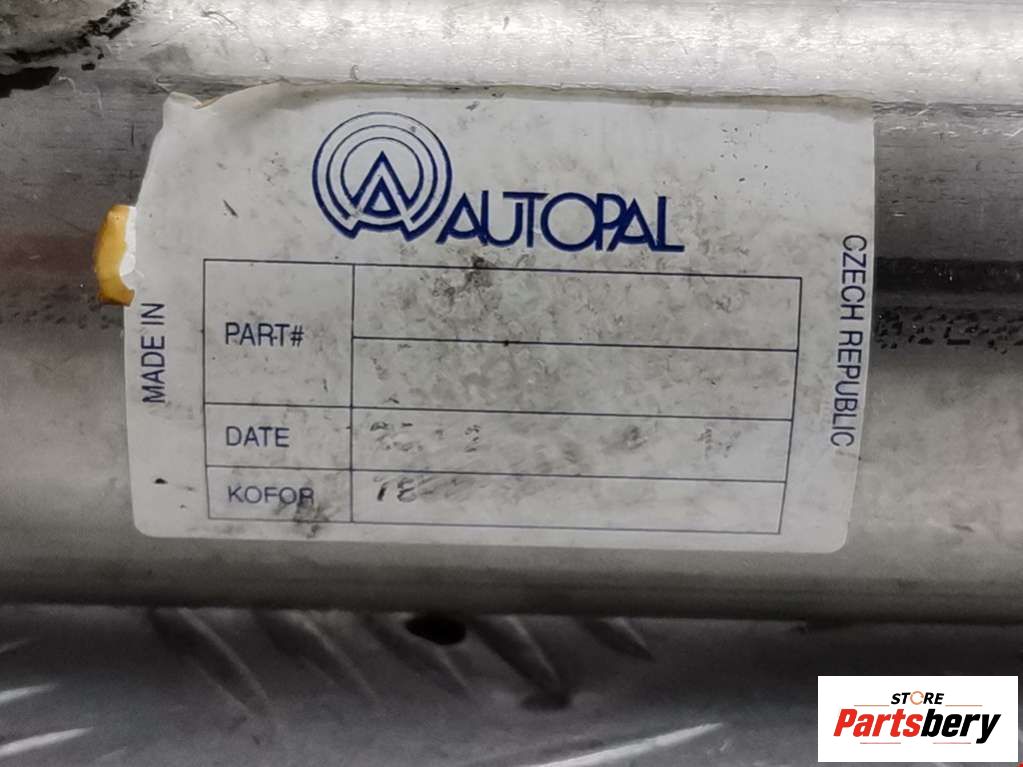 AUTOPAL
MADE IN
CZECH REPUBLIC
PART#
DATE
KOFOR
STORE
Partsbery